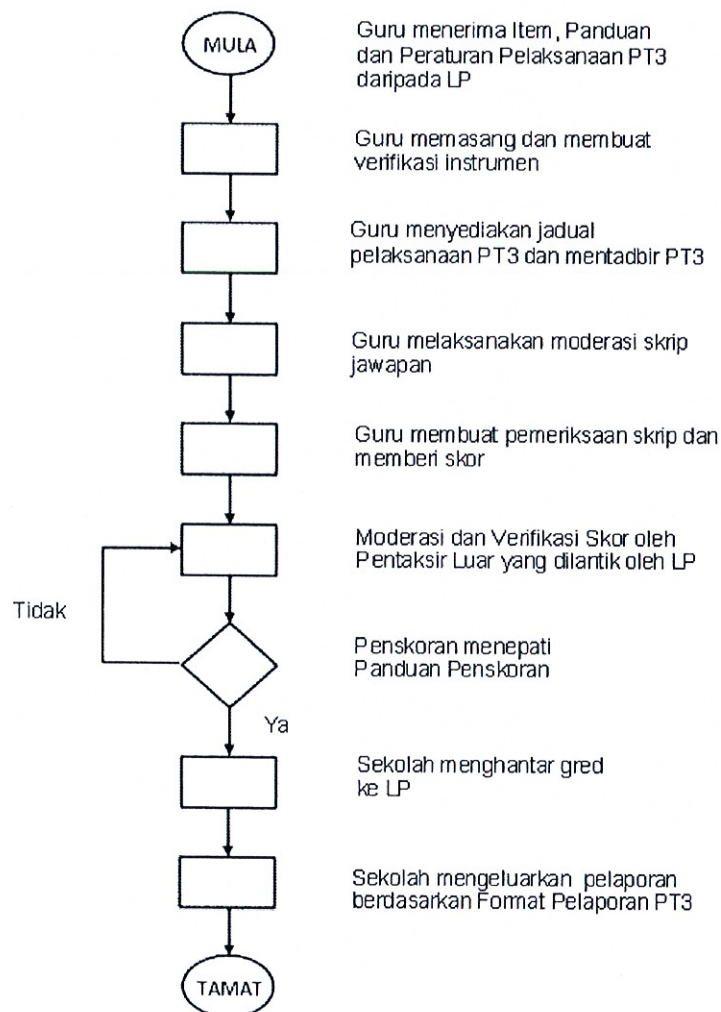 MULA
Guru menerima Item, Panduan
dan Peraturan Pelaksanaan PT3
daripada LP
Guru memasang dan membuat
verifikasi instrumen
Guru menyediakan jadual
pelaksanaan PT3 dan mentadbir PT3
Guru melaksanakan moderasi skrip
jawapan
Guru membuat pemeriksaan skrip dan
memberi skor
Moderasi dan Verifikasi Skor oleh
Pentaksir Luar yang dilantik oleh LP
Tidak
Penskoran menepati
Panduan Penskoran
Ya
Sekolah menghantar gred
ke LP
Sekolah mengeluarkan pelaporan
berdasarkan Format Pelaporan PT3
TAMAT